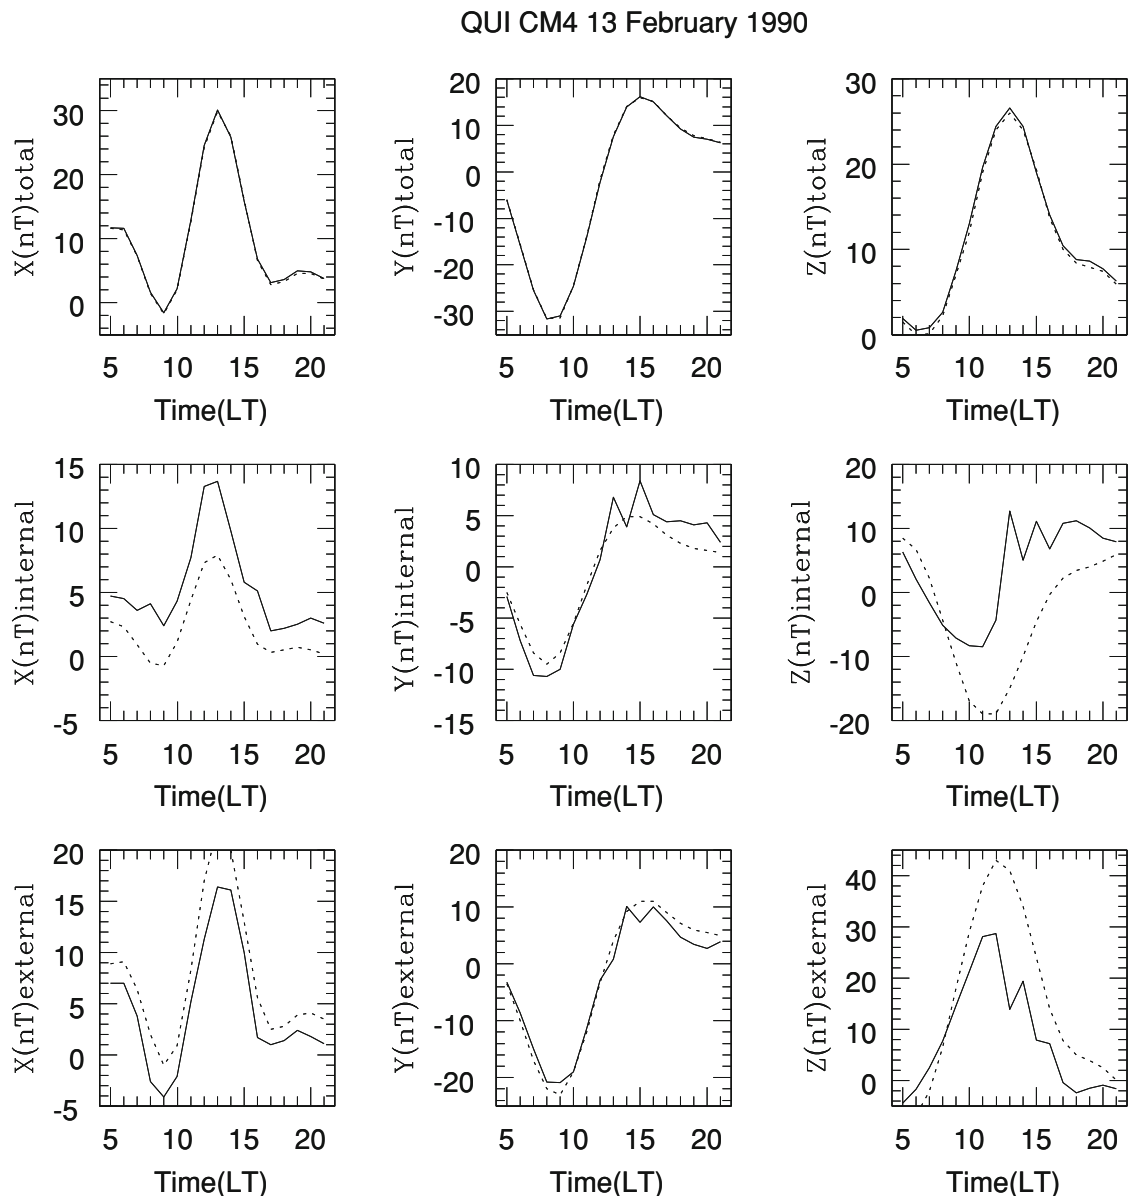 QUI CM4 13 February 1990
X(nT)total
30
20
10
0
5 10 15 20
Time(LT)
Y(nT)total
20
10
0
-10
-20
-30
5 10 15 20
Time(LT)
Z(nT)total
30
20
10
0
5 10 15 20
Time(LT)
X(nT)internal
15
10
5
0
-5
5 10 15 20
Time(LT)
Y(nT)internal
10
5
0
-5
-10
-15
5 10 15 20
Time(LT)
Z(nT)internal
20
10
0
-10
-20
5 10 15 20
Time(LT)
X(nT)external
20
15
10
5
0
-5
5 10 15 20
Time(LT)
Y(nT)external
20
10
0
-10
-20
5 10 15 20
Time(LT)
Z(nT)external
40
30
20
10
0
5 10 15 20
Time(LT)